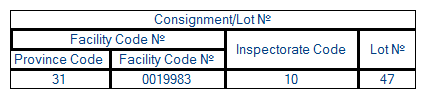 Consignment/Lot №
Facility Code №
Inspectorate Code
Lot №
Province Code
Facility Code №
31
0019983
10
47